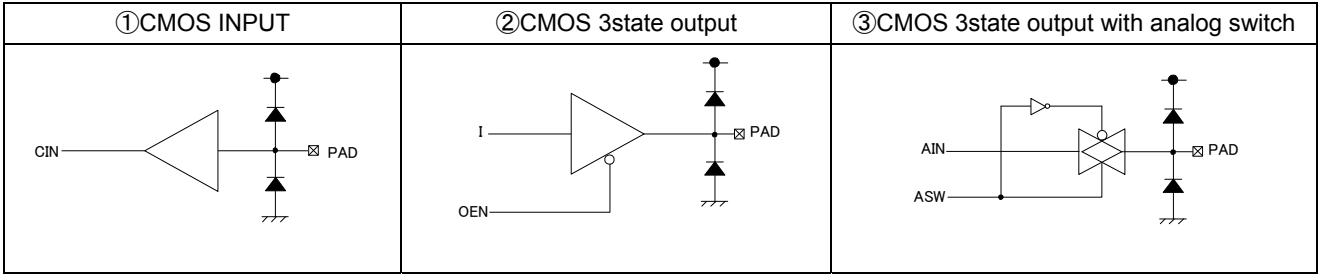 ①CMOS INPUT
②CMOS 3state output
③CMOS 3state output with analog switch
CIN
PAD
I
PAD
OEN
AIN
PAD
ASW